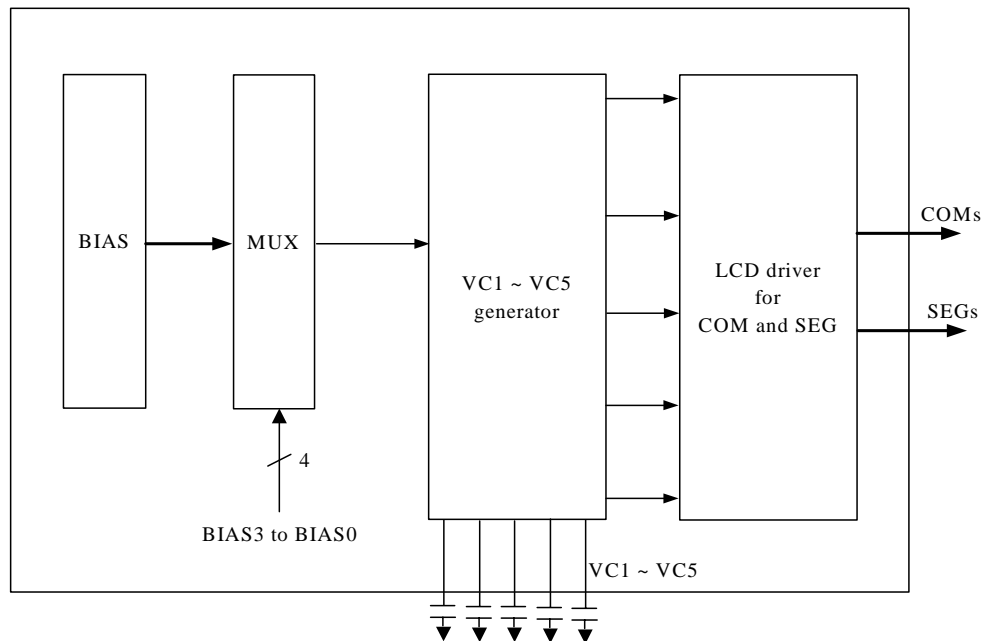 BIAS
MUX
VC1 ~ VC5
generator
LCD driver
for
COM and SEG
COMs
SEGs
4
BIAS3 to BIAS0
VC1 ~ VC5